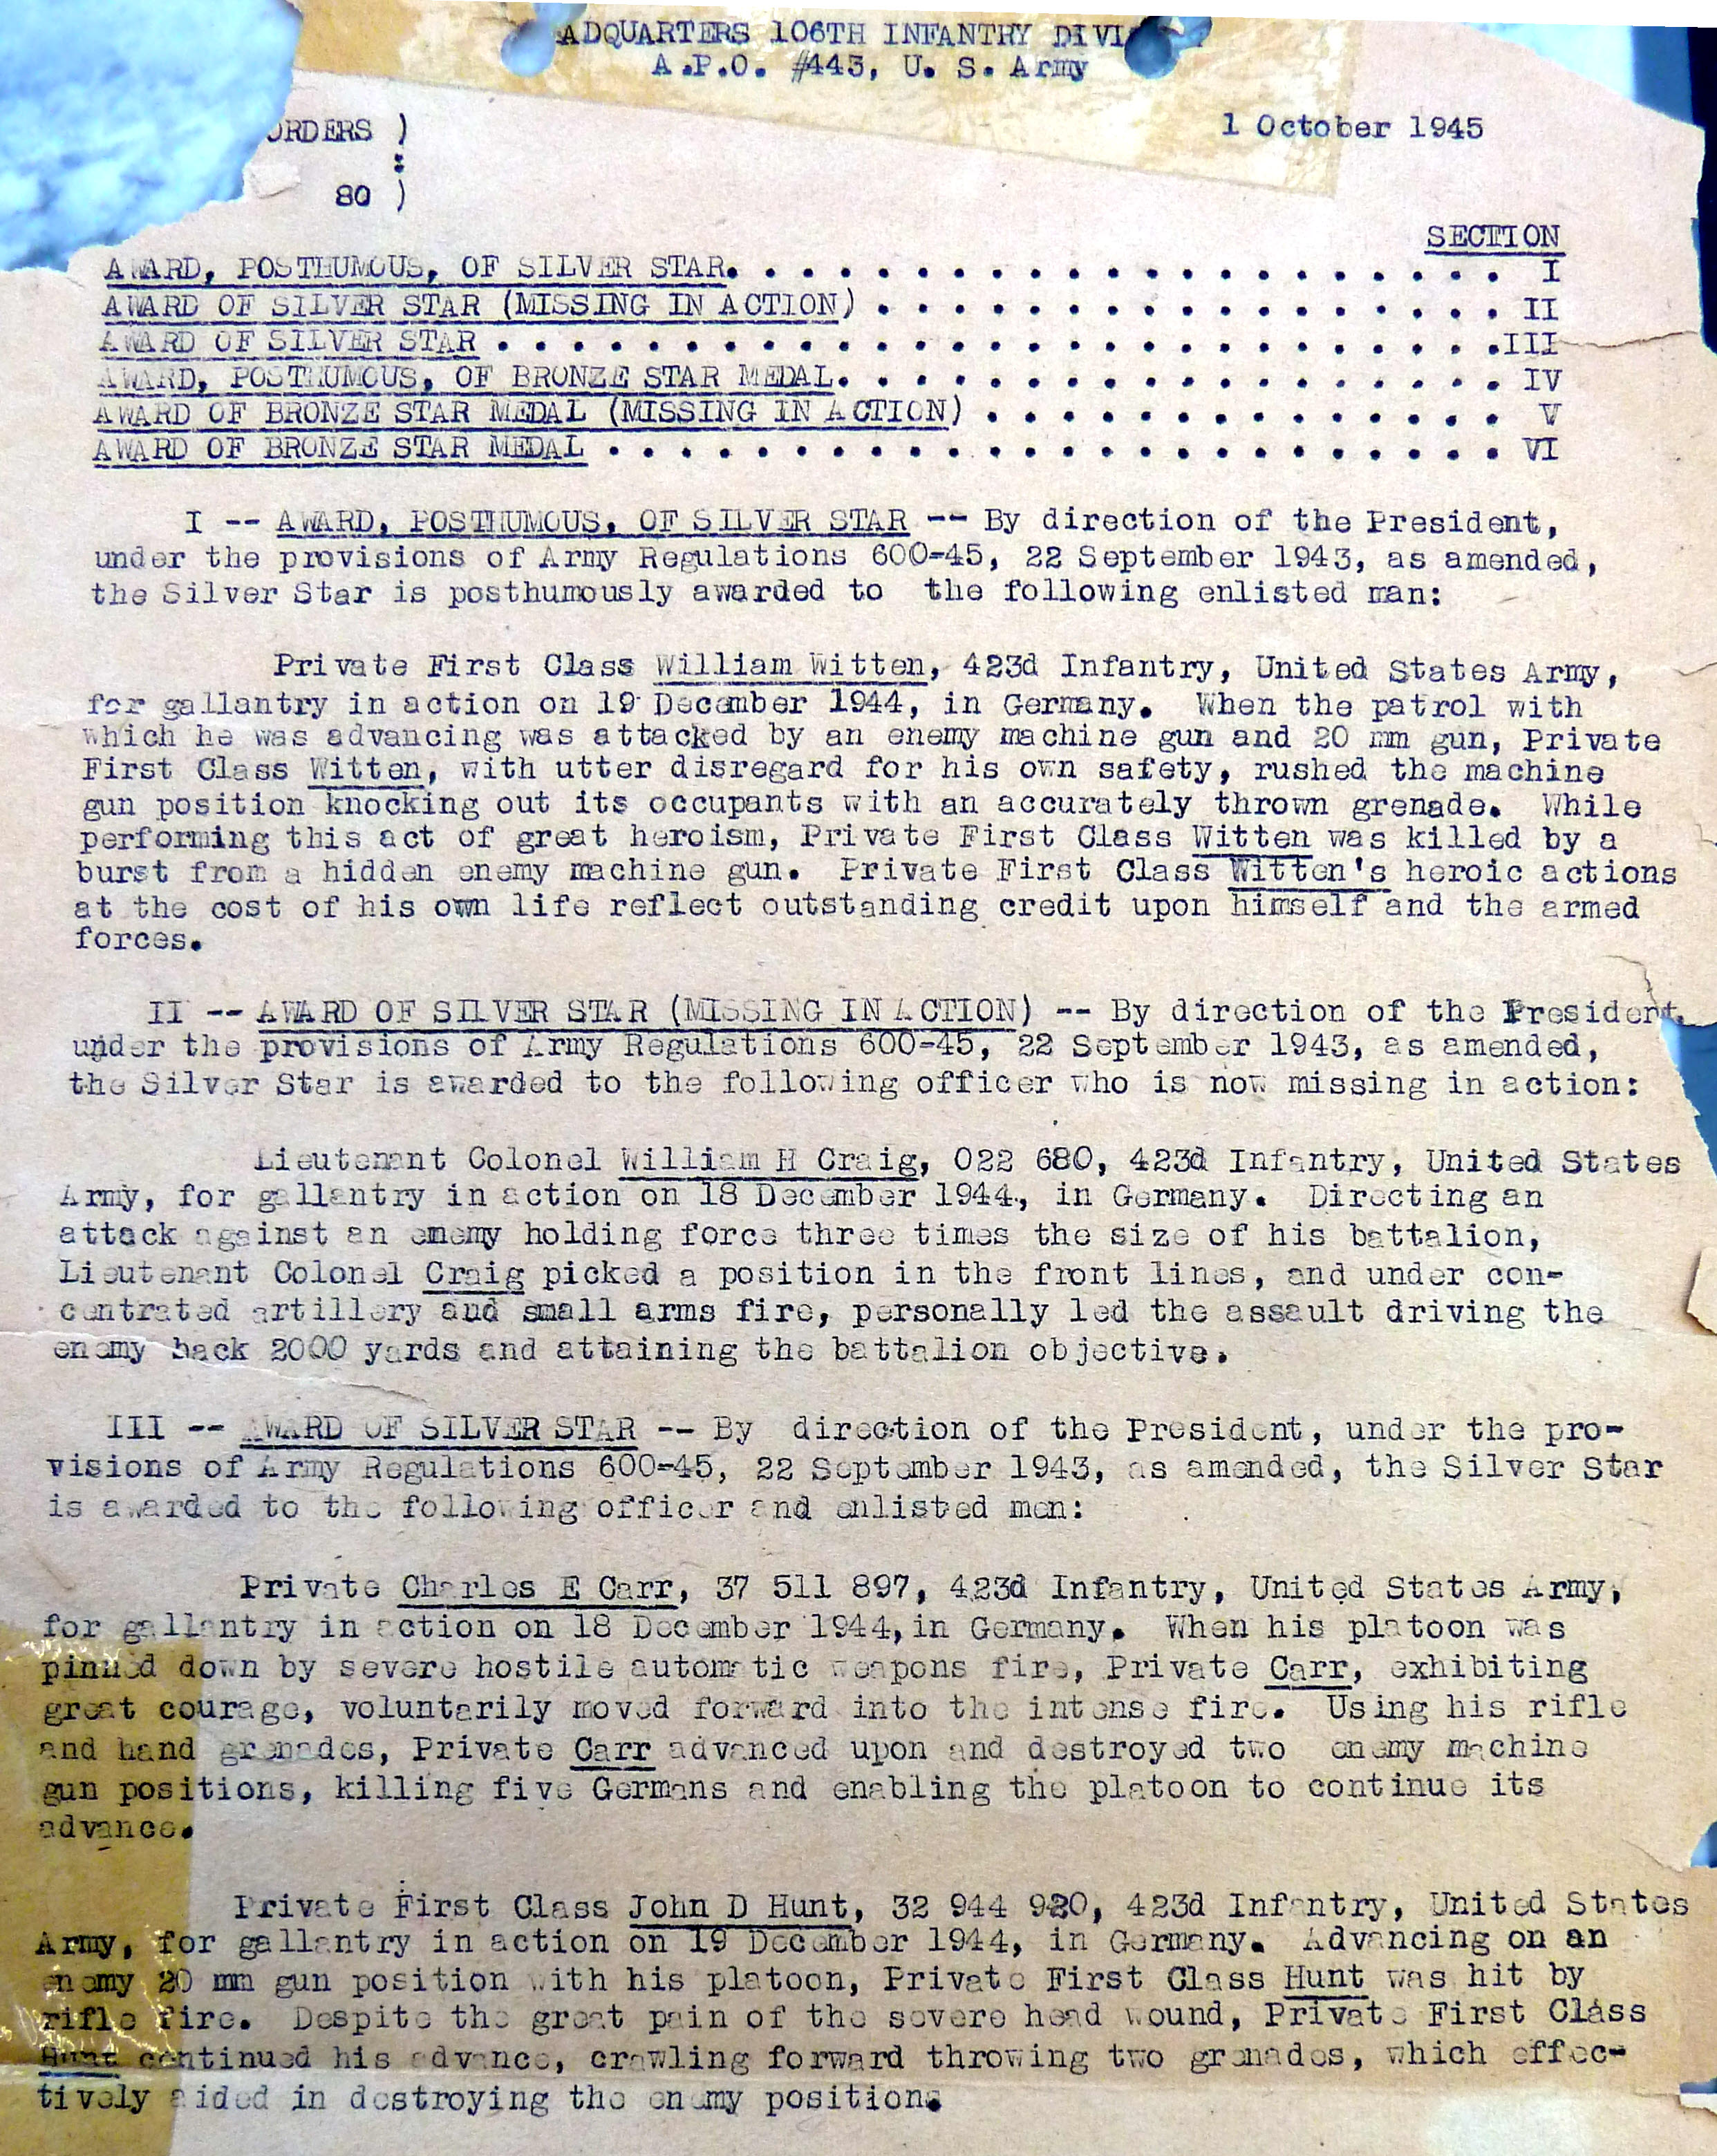 ADQUARTERS 106TH INFANTRY DIVI
A.P.O. #443, U. S. Army
ORDERS ) 1 October 1945
:
80 )
SECTION
AWARD, POSTHUMOUS, OF SILVER STAR. . . . . . . . . . . . . . . . . . . . . I
AWARD OF SILVER STAR (MISSING IN ACTION) . . . . . . . . . . . . . . . . . II
AWARD OF SILVER STAR . . . . . . . . . . . . . . . . . . . . . . . . . . .III
AWARD, POSTHUMOUS, OF BRONZE STAR MEDAL. . . . . . . . . . . . . . . . . . IV
AWARD OF BRONZE STAR MEDAL (MISSING IN ACTION) . . . . . . . . . . . . . . V
AWARD OF BRONZE STAR MEDAL . . . . . . . . . . . . . . . . . . . . . . . . VI
I -- AWARD, POSTHUMOUS, OF SILVER STAR -- By direction of the President,
under the provisions of Army Regulations 600-45, 22 September 1943, as amended,
the Silver Star is posthumously awarded to the following enlisted man:
Private First Class William Witten, 423d Infantry, United States Army,
for gallantry in action on 19 December 1944, in Germany. When the patrol with
which he was advancing was attacked by an enemy machine gun and 20 mm gun, Private
First Class Witten, with utter disregard for his own safety, rushed the machine
gun position knocking out its occupants with an accurately thrown grenade. While
performing this act of great heroism, Private First Class Witten was killed by a
burst from a hidden enemy machine gun. Private First Class Witten's heroic actions
at the cost of his own life reflect outstanding credit upon himself and the armed
forces.
II -- AWARD OF SILVER STAR (MISSING IN ACTION) -- By direction of the President,
under the provisions of Army Regulations 600-45, 22 September 1943, as amended,
the Silver Star is awarded to the following officer who is now missing in action:
Lieutenant Colonel William H Craig, 022 680, 423d Infantry, United States
Army, for gallantry in action on 18 December 1944, in Germany. Directing an
attack against an enemy holding force three times the size of his battalion,
Lieutenant Colonel Craig picked a position in the front lines, and under con-
centrated artillery and small arms fire, personally led the assault driving the
enemy back 2000 yards and attaining the battalion objective.
III -- AWARD OF SILVER STAR -- By direction of the President, under the pro-
visions of Army Regulations 600-45, 22 September 1943, as amended, the Silver Star
is awarded to the following officer and enlisted men:
Private Charles E Carr, 37 511 897, 423d Infantry, United States Army,
for gallantry in action on 18 December 1944, in Germany. When his platoon was
pinned down by severe hostile automatic weapons fire, Private Carr, exhibiting
great courage, voluntarily moved forward into the intense fire. Using his rifle
and hand grenades, Private Carr advanced upon and destroyed two enemy machine
gun positions, killing five Germans and enabling the platoon to continue its
advance.
Private First Class John D Hunt, 32 944 920, 423d Infantry, United States
Army, for gallantry in action on 19 December 1944, in Germany. Advancing on an
enemy 20 mm gun position with his platoon, Private First Class Hunt was hit by
rifle fire. Despite the great pain of the severe head wound, Private First Class
Hunt continued his advance, crawling forward throwing two grenades, which effec-
tively aided in destroying the enemy position.